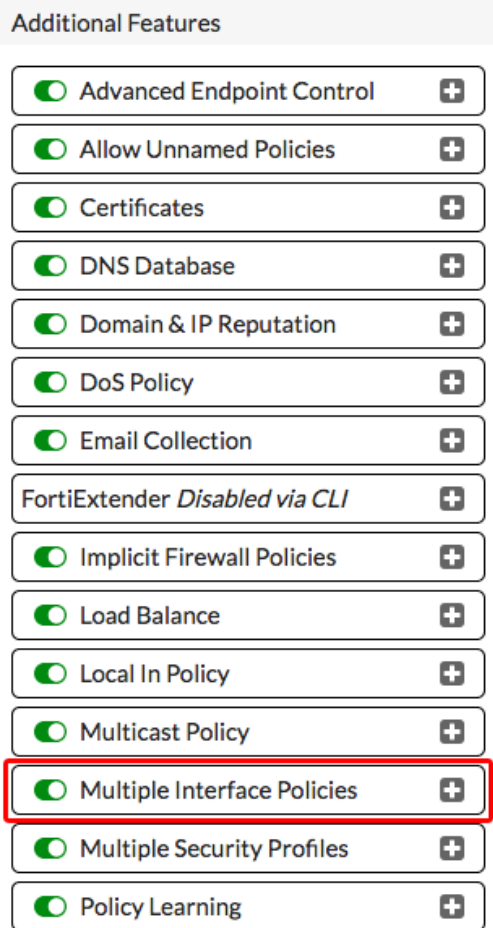 Additional Features
Advanced Endpoint Control
Allow Unnamed Policies
Certificates
DNS Database
Domain & IP Reputation
DoS Policy
Email Collection
FortiExtender Disabled via CLI
Implicit Firewall Policies
Load Balance
Local In Policy
Multicast Policy
Multiple Interface Policies
Multiple Security Profiles
Policy Learning